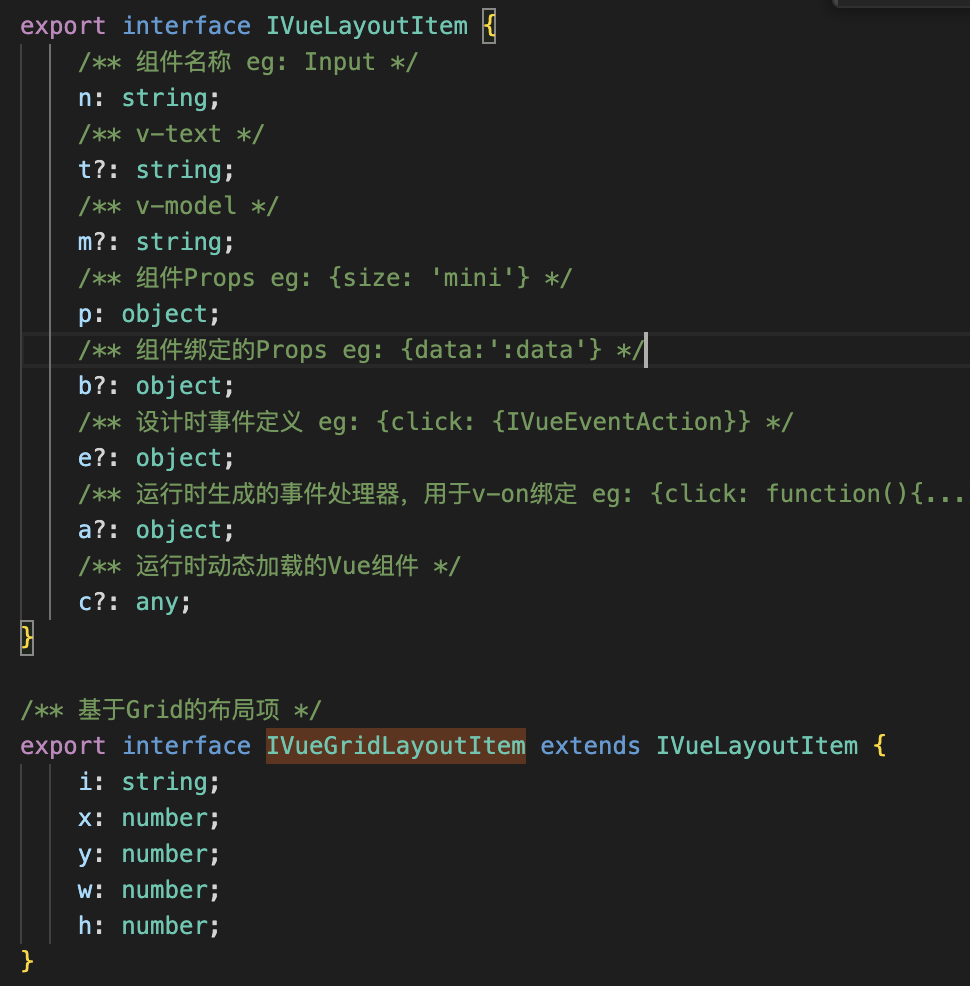 export interface IVueLayoutItem {
/** 组件名称 eg: Input */
n: string;
/** v-text */
t?: string;
/** v-model */
m?: string;
/** 组件Props eg: {size: 'mini'} */
p: object;
/** 组件绑定的Props eg: {data:':data'} */
b?: object;
/** 设计时事件定义 eg: {click: {IVueEventAction}} */
e?: object;
/** 运行时生成的事件处理器，用于v-on绑定 eg: {click: function(){...
a?: object;
/** 运行时动态加载的Vue组件 */
c?: any;
}
/** 基于Grid的布局项 */
export interface IVueGridLayoutItem extends IVueLayoutItem {
i: string;
x: number;
y: number;
w: number;
h: number;
}